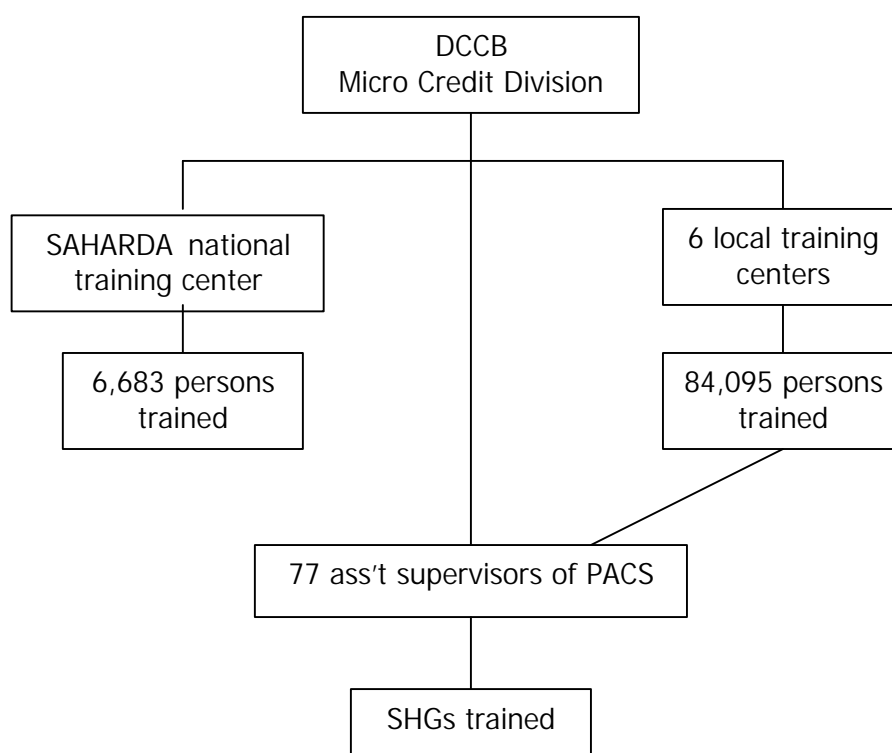 DCCB
Micro Credit Division
SAHARDA national
training center
6 local training
centers
6,683 persons
trained
84,095 persons
trained
77 ass't supervisors of PACS
SHGs trained